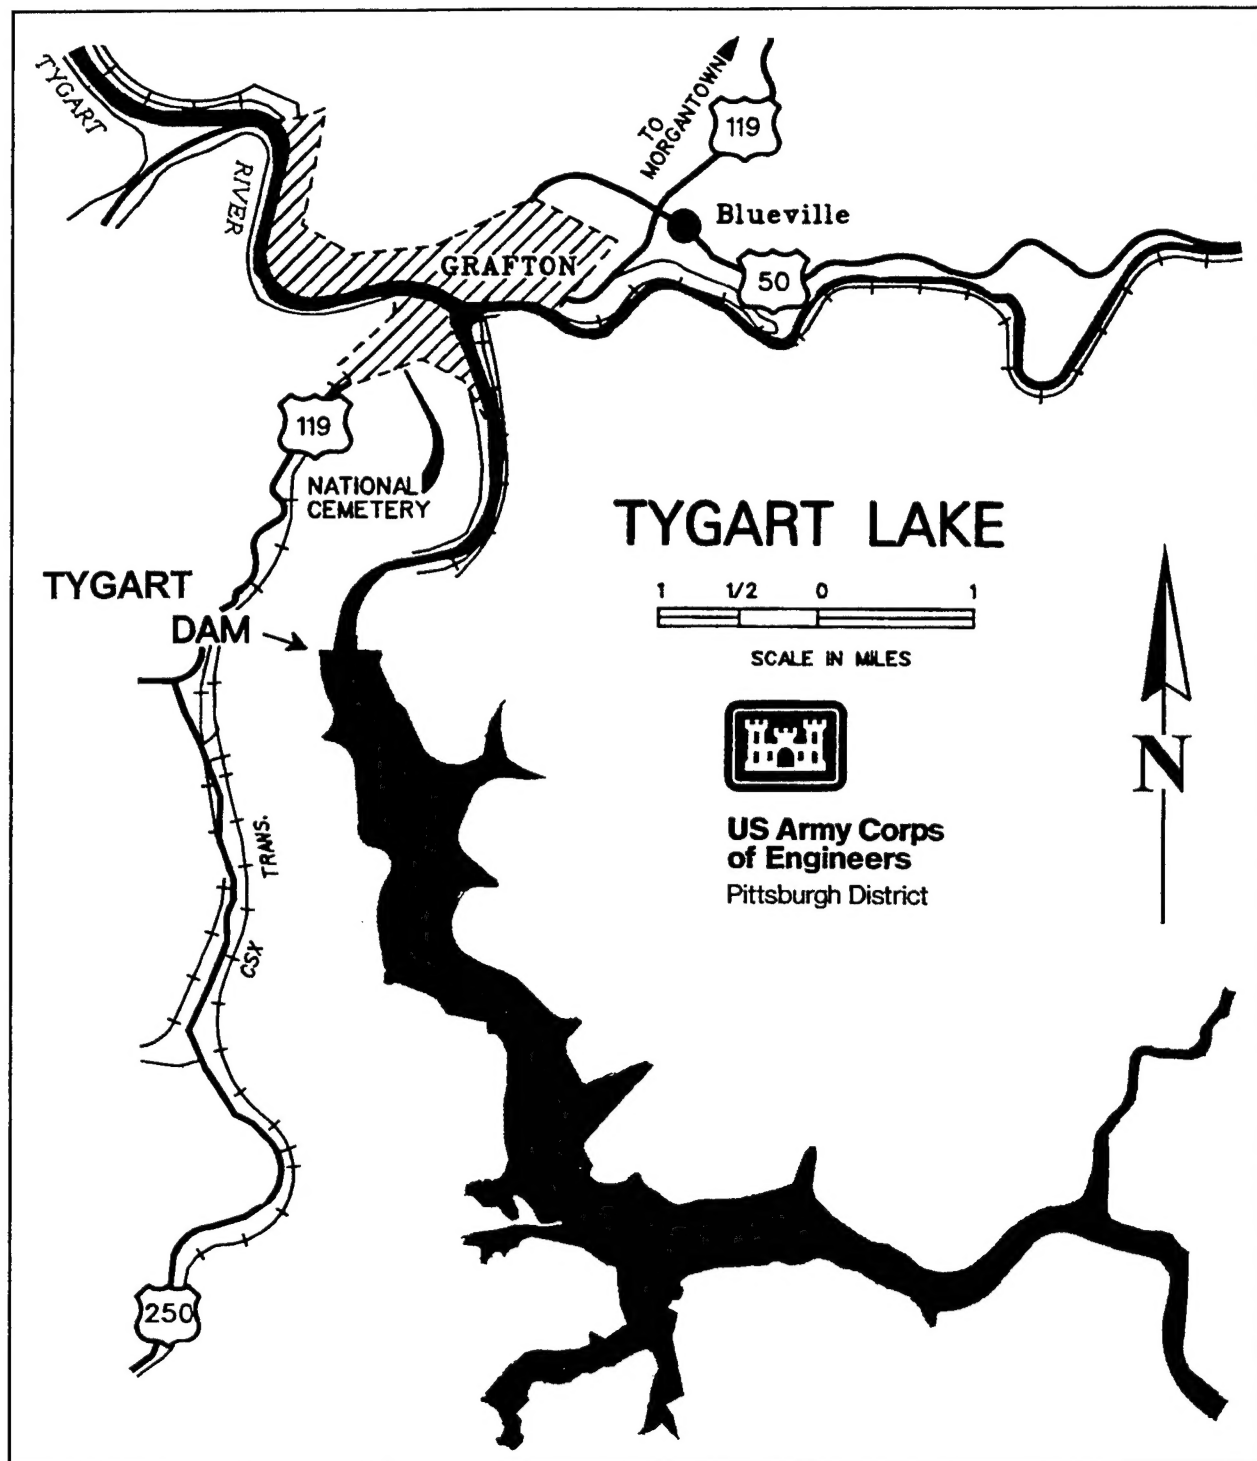 TYGART
RIVER
TO
MORGANTOWN
119
Blueville
GRAFTON
50
119
NATIONAL
CEMETERY
TYGART LAKE
TYGART
DAM
1 1/2 0 1
SCALE IN MILES
N
US Army Corps
of Engineers
Pittsburgh District
TRANS.
CSX
250